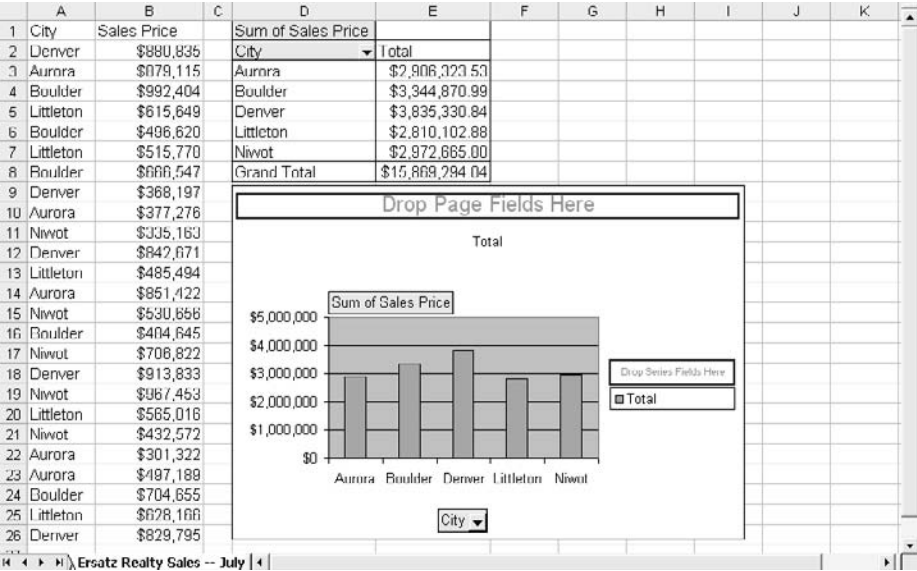 A B C D E F G H I J K
1 City Sales Price Sum of Sales Price
2 Denver $880,835 City Total
3 Aurora $879,115 Aurora $2,906,323.53
4 Boulder $992,404 Boulder $3,344,870.99
5 Littleton $615,649 Denver $3,835,330.84
6 Boulder $496,620 Littleton $2,810,102.88
7 Littleton $515,778 Niwot $2,972,665.80
8 Boulder $666,547 Grand Total $15,869,294.04
9 Denver $368,197
10 Aurora $377,276
11 Niwot $335,163
12 Denver $842,671
13 Littleton $485,494
14 Aurora $851,422
15 Niwot $530,656
16 Boulder $484,645
17 Niwot $706,822
18 Denver $913,833
19 Niwot $967,453
20 Littleton $565,016
21 Niwot $432,572
22 Aurora $301,322
23 Aurora $497,189
24 Boulder $704,655
25 Littleton $628,166
26 Denver $829,795
Drop Page Fields Here
Total
Sum of Sales Price
$5,000,000
$4,000,000
$3,000,000
$2,000,000
$1,000,000
$0
Aurora Boulder Denver Littleton Niwot
Drop Series Fields Here
Total
City
Ersatz Realty Sales -- July